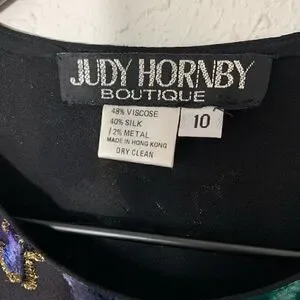 JUDY HORNBY
BOUTIQUE
48% VISCOSE
40% SILK
12% METAL
MADE IN HONG KONG
DRY CLEAN
10